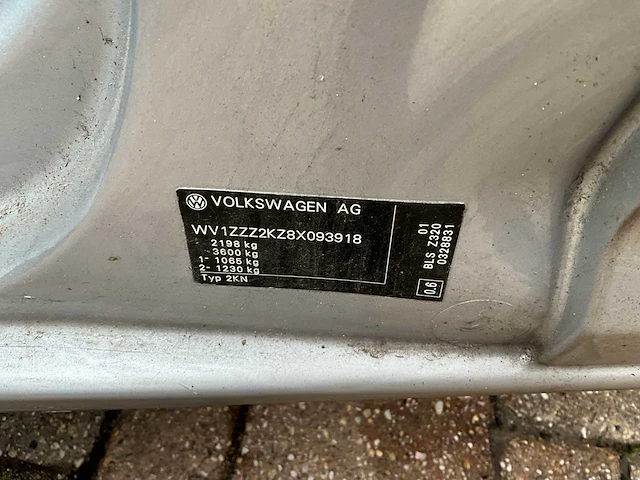 VOLKSWAGEN AG
WV1ZZZ2KZ8X093918
2198 kg
-3600 kg
1- 1065 kg
2- 1230 kg
Typ 2KN
01
BLS Z320
0328831
0.6